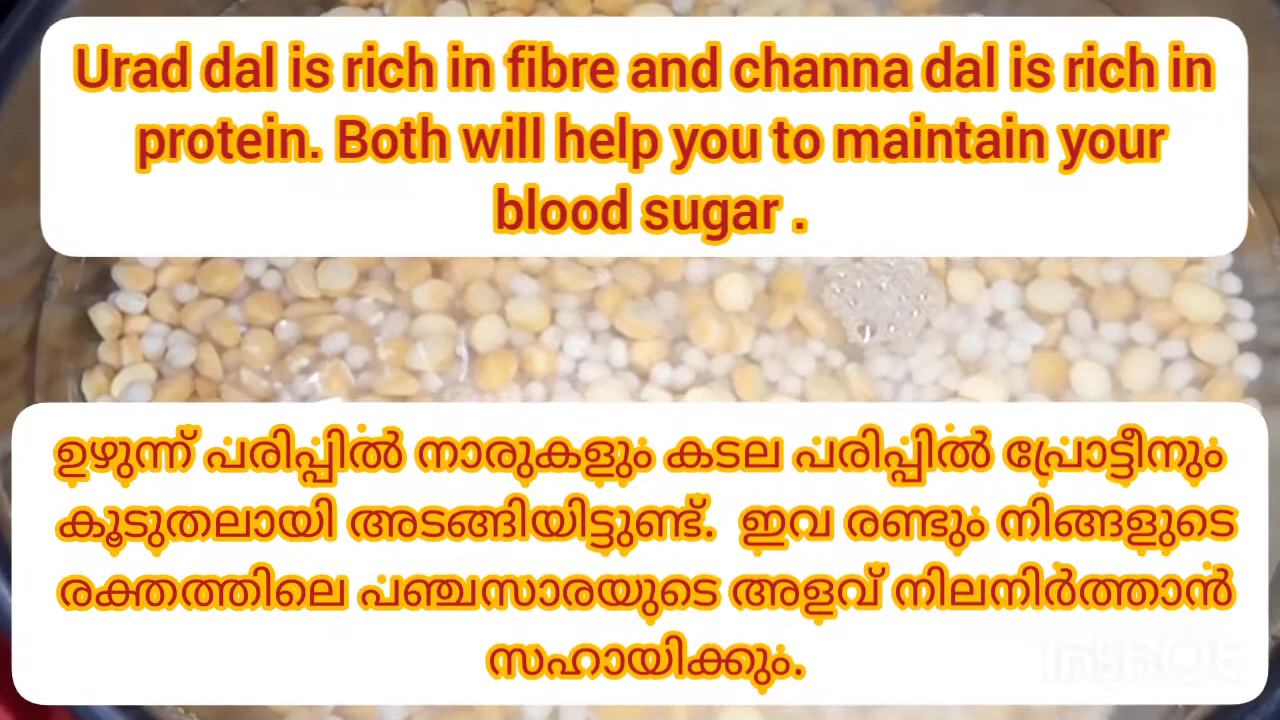 Urad dal is rich in fibre and channa dal is rich in
protein. Both will help you to maintain your
blood sugar .
ഉഴുന്ന് പരിപ്പിൽ നാരുകളും കടല പരിപ്പിൽ പ്രോട്ടീനും
കൂടുതലായി അടങ്ങിയിട്ടുണ്ട്. ഇവ രണ്ടും നിങ്ങളുടെ
രക്തത്തിലെ പഞ്ചസാരയുടെ അളവ് നിലനിർത്താൻ
സഹായിക്കും.
InShOt